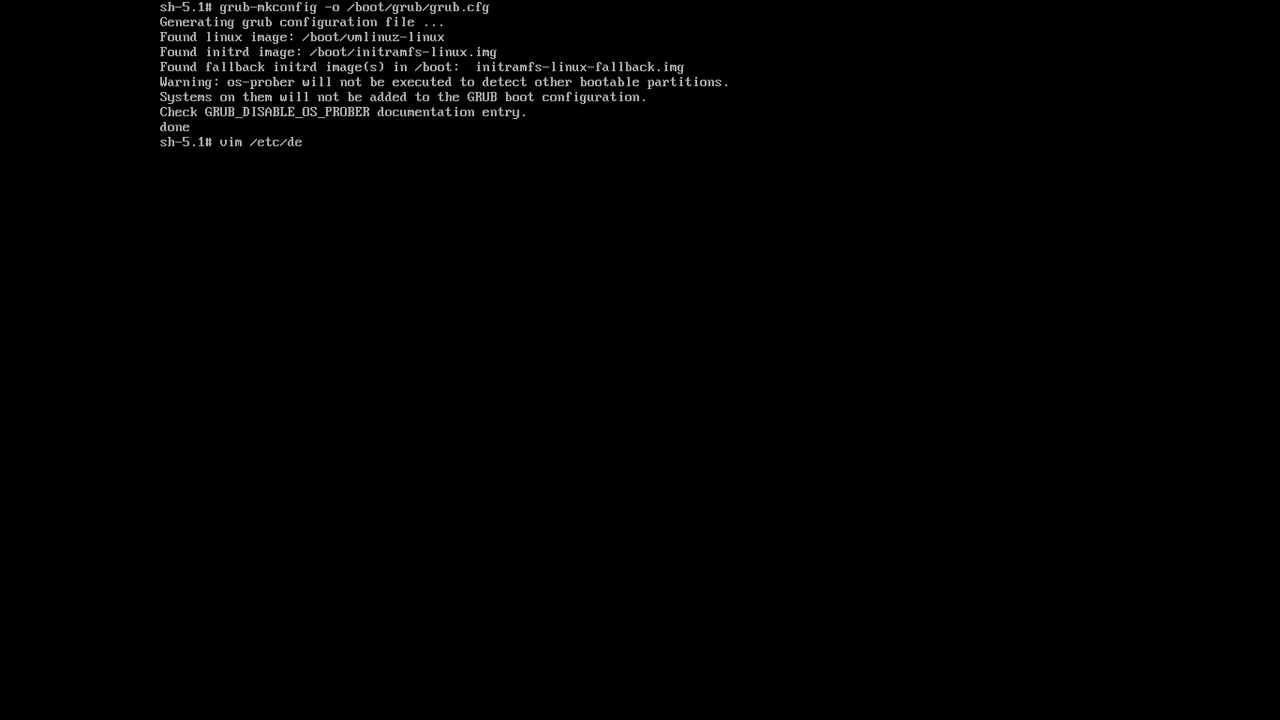 sh-5.1# grub-mkconfig -o /boot/grub/grub.cfg
Generating grub configuration file ...
Found linux image: /boot/vmlinuz-linux
Found initrd image: /boot/initramfs-linux.img
Found fallback initrd image(s) in /boot:  initramfs-linux-fallback.img
Warning: os-prober will not be executed to detect other bootable partitions.
Systems on them will not be added to the GRUB boot configuration.
Check GRUB_DISABLE_OS_PROBER documentation entry.
done
sh-5.1# vim /etc/de